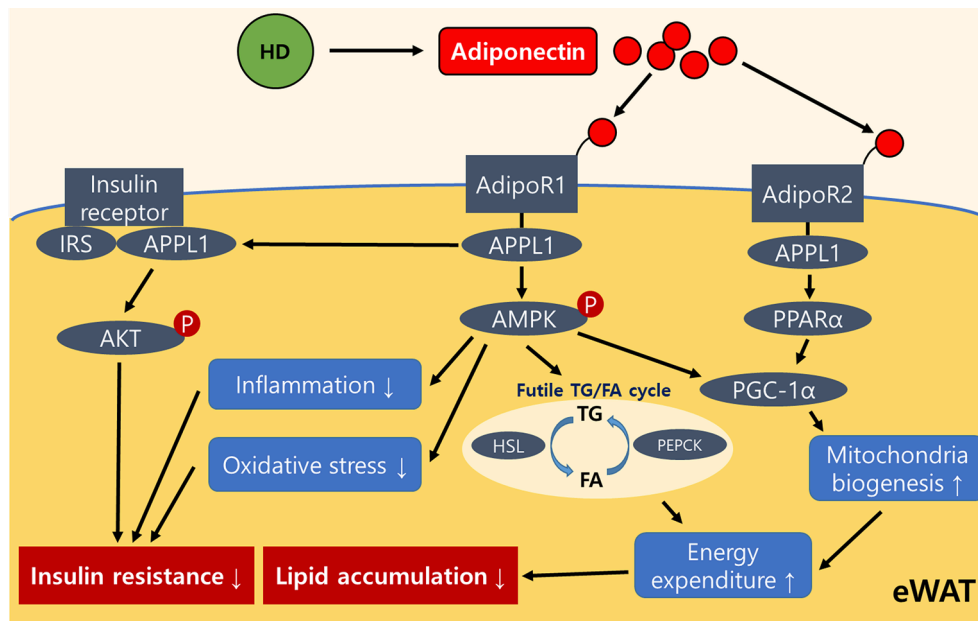 HD
Adiponectin
Insulin
receptor
AdipoR1
AdipoR2
IRS
APPL1
APPL1
APPL1
AKT
P
AMPK
P
PPARα
Inflammation ↓
Futile TG/FA cycle
TG
HSL
PEPCK
FA
PGC-1α
Oxidative stress ↓
Mitochondria
biogenesis ↑
Insulin resistance ↓
Lipid accumulation ↓
Energy
expenditure ↑
eWAT